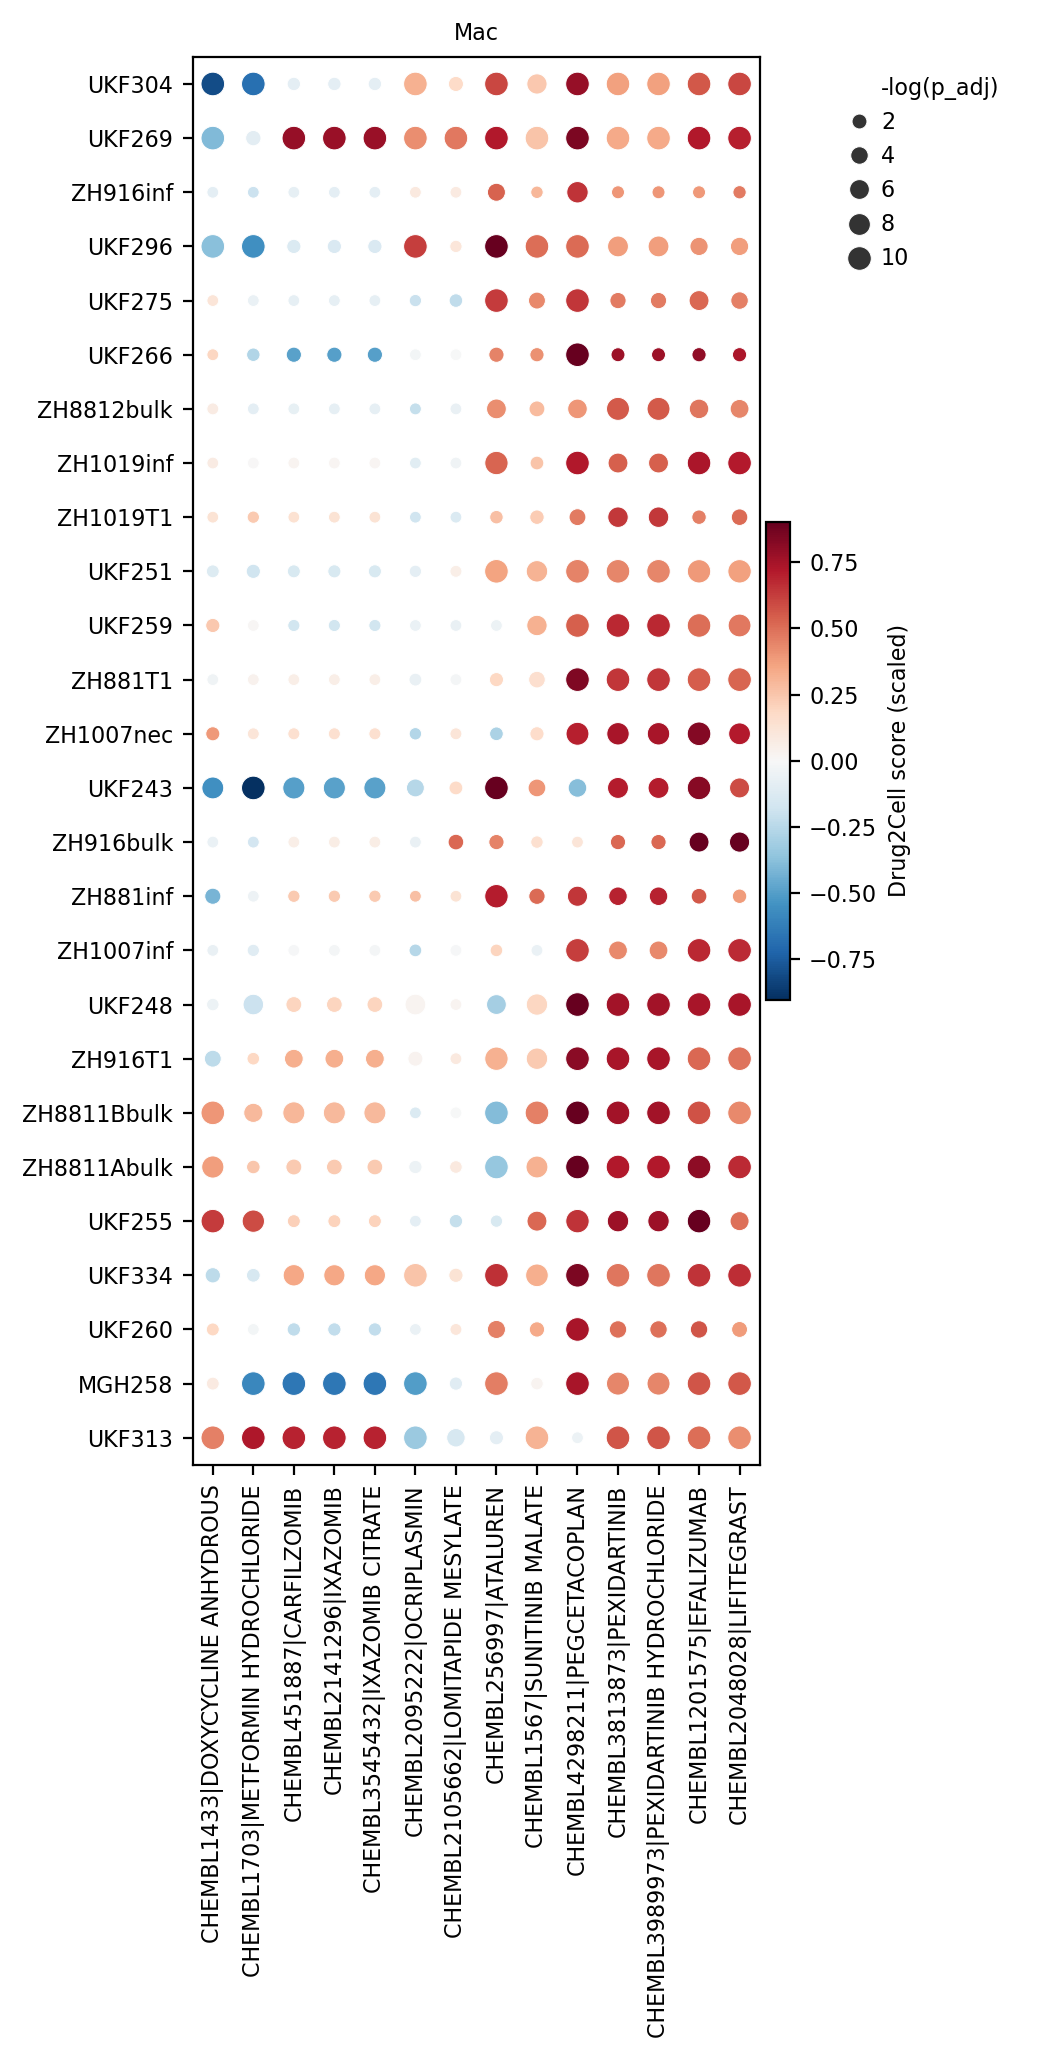 Mac
UKF304
UKF269
ZH916inf
UKF296
UKF275
UKF266
ZH8812bulk
ZH1019inf
ZH1019T1
UKF251
UKF259
ZH881T1
ZH1007nec
UKF243
ZH916bulk
ZH881inf
ZH1007inf
UKF248
ZH916T1
ZH8811Bbulk
ZH8811Abulk
UKF255
UKF334
UKF260
MGH258
UKF313
CHEMBL1433|DOXYCYCLINE ANHYDROUS
CHEMBL1703|METFORMIN HYDROCHLORIDE
CHEMBL451887|CARFILZOMIB
CHEMBL2141296|IXAZOMIB
CHEMBL3545432|IXAZOMIB CITRATE
CHEMBL2095222|OCRIPLASMIN
CHEMBL2105662|LOMITAPIDE MESYLATE
CHEMBL256997|ATALUREN
CHEMBL1567|SUNITINIB MALATE
CHEMBL4298211|PEGCETACOPLAN
CHEMBL3813873|PEXIDARTINIB
CHEMBL3989973|PEXIDARTINIB HYDROCHLORIDE
CHEMBL1201575|EFALIZUMAB
CHEMBL2048028|LIFITEGRAST
-log(p_adj)
2
4
6
8
10
0.75
0.50
0.25
0.00
−0.25
−0.50
−0.75
Drug2Cell score (scaled)